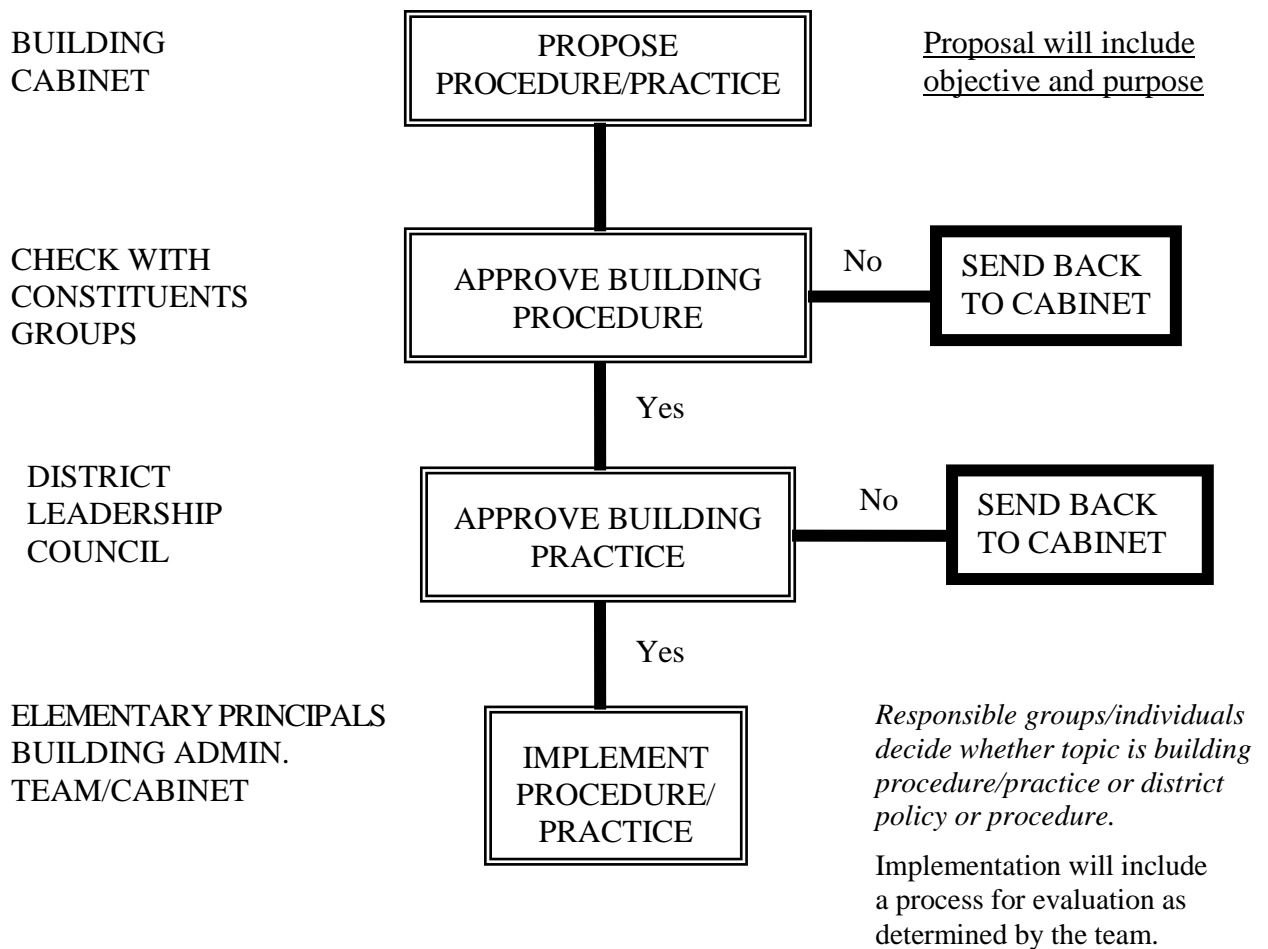 BUILDING
CABINET
PROPOSE
PROCEDURE/PRACTICE
Proposal will include
objective and purpose
CHECK WITH
CONSTITUENTS
GROUPS
APPROVE BUILDING
PROCEDURE
No
SEND BACK
TO CABINET
Yes
DISTRICT
LEADERSHIP
COUNCIL
APPROVE BUILDING
PRACTICE
No
SEND BACK
TO CABINET
Yes
ELEMENTARY PRINCIPALS
BUILDING ADMIN.
TEAM/CABINET
IMPLEMENT
PROCEDURE/
PRACTICE
Responsible groups/individuals
decide whether topic is building
procedure/practice or district
policy or procedure.
Implementation will include
a process for evaluation as
determined by the team.